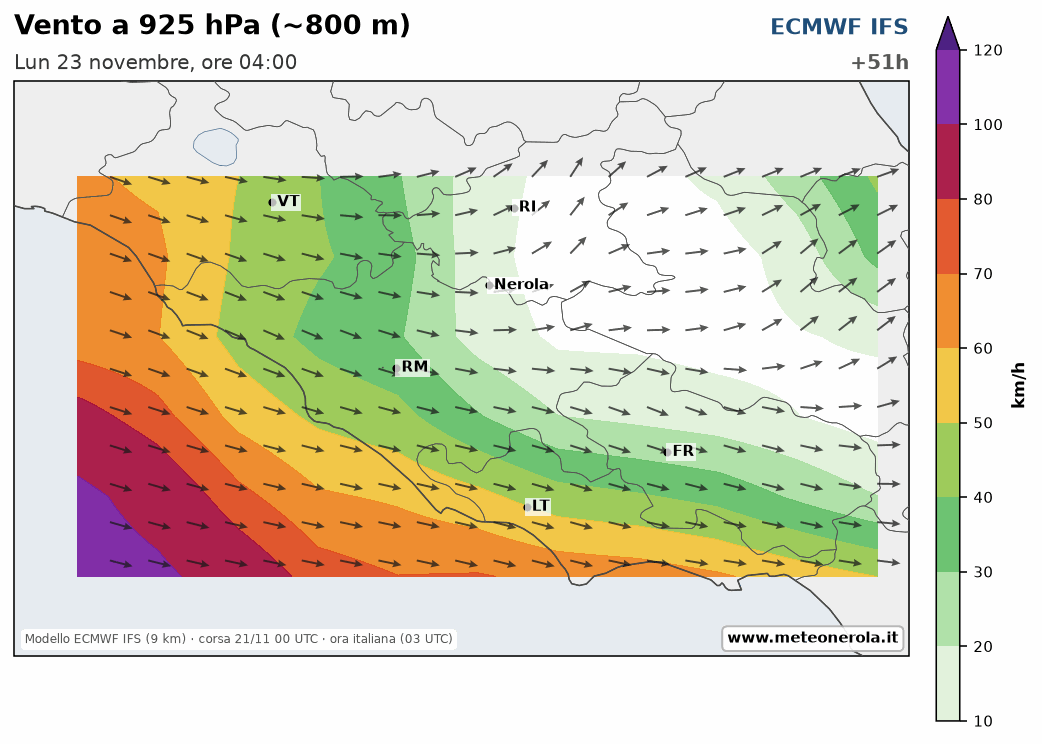 Vento a 925 hPa (~800 m)
ECMWF IFS
Lun 23 novembre, ore 04:00
+51h
120
100
80
70
60
50
40
30
20
10
km/h
VT
RI
Nerola
RM
FR
LT
Modello ECMWF IFS (9 km) · corsa 21/11 00 UTC · ora italiana (03 UTC)
www.meteonerola.it